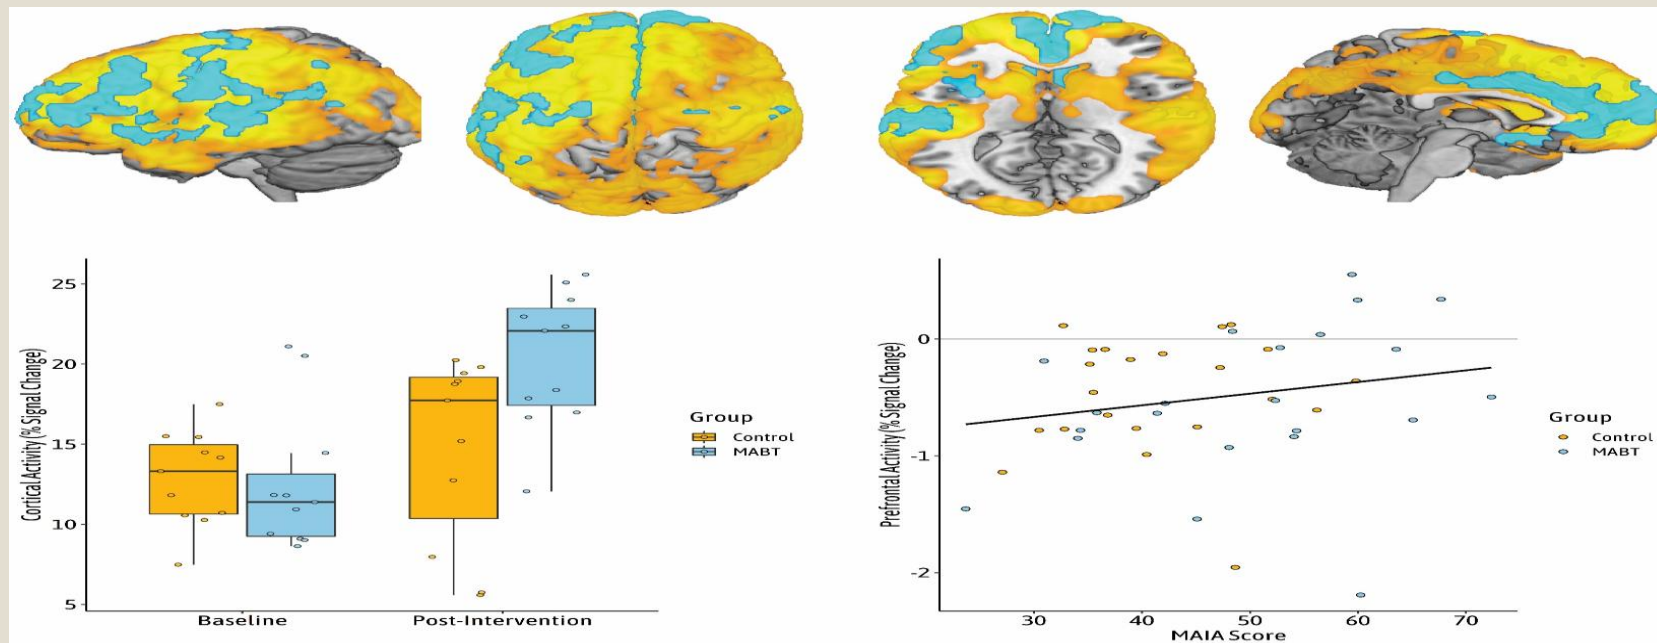 Cortical Activity (% Signal Change)
25
20
15
10
5
Baseline
Post-Intervention
Group
Control
MABT
Prefrontal Activity (% Signal Change)
0
-1
-2
30
40
50
60
70
MAIA Score
Group
Control
MABT